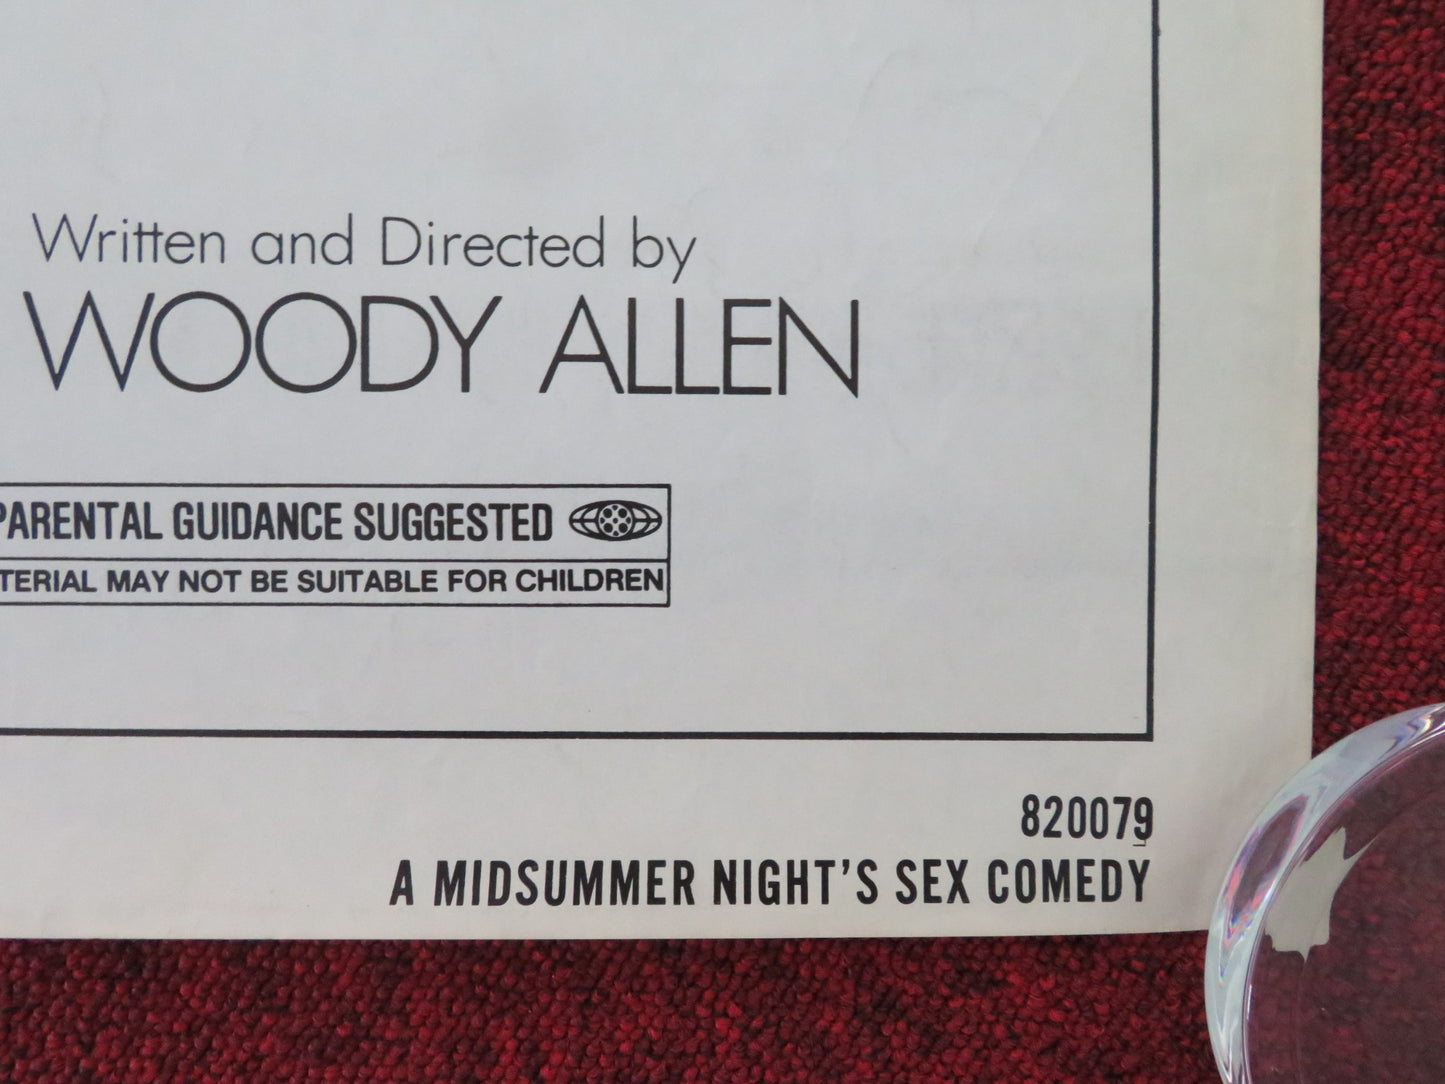 Written and Directed by
WOODY ALLEN
PARENTAL GUIDANCE SUGGESTED
TERIAL MAY NOT BE SUITABLE FOR CHILDREN
820079
A MIDSUMMER NIGHT'S SEX COMEDY